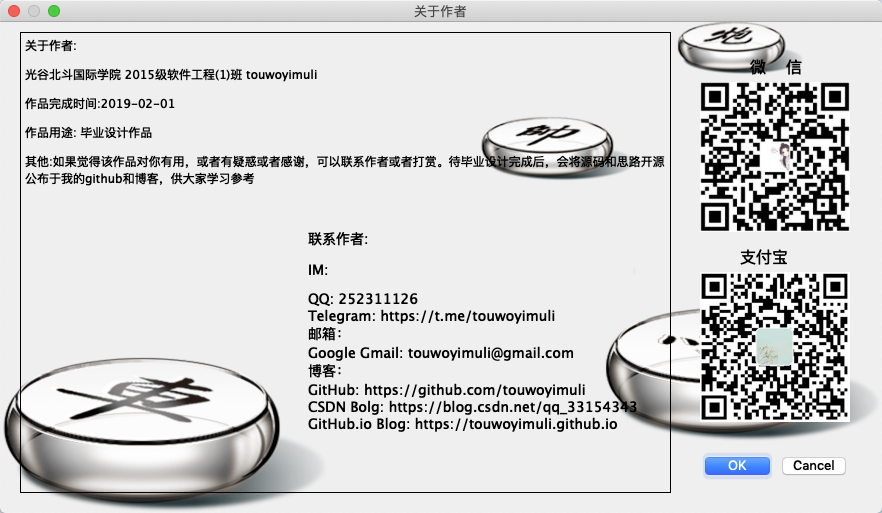 关于作者
关于作者:
光谷北斗国际学院 2015级软件工程(1)班 touwoyimuli
作品完成时间:2019-02-01
作品用途: 毕业设计作品
其他:如果觉得该作品对你有用，或者有疑惑或者感谢，可以联系作者或者打赏。待毕业设计完成后，会将源码和思路开源
公布于我的github和博客，供大家学习参考
联系作者:
IM:
QQ: 252311126
Telegram: https://t.me/touwoyimuli
邮箱:
Google Gmail: touwoyimuli@gmail.com
博客:
GitHub: https://github.com/touwoyimuli
CSDN Bolg: https://blog.csdn.net/qq_33154343
GitHub.io Blog: https://touwoyimuli.github.io
炮
微 信
帥
支付宝
車
OK
Cancel